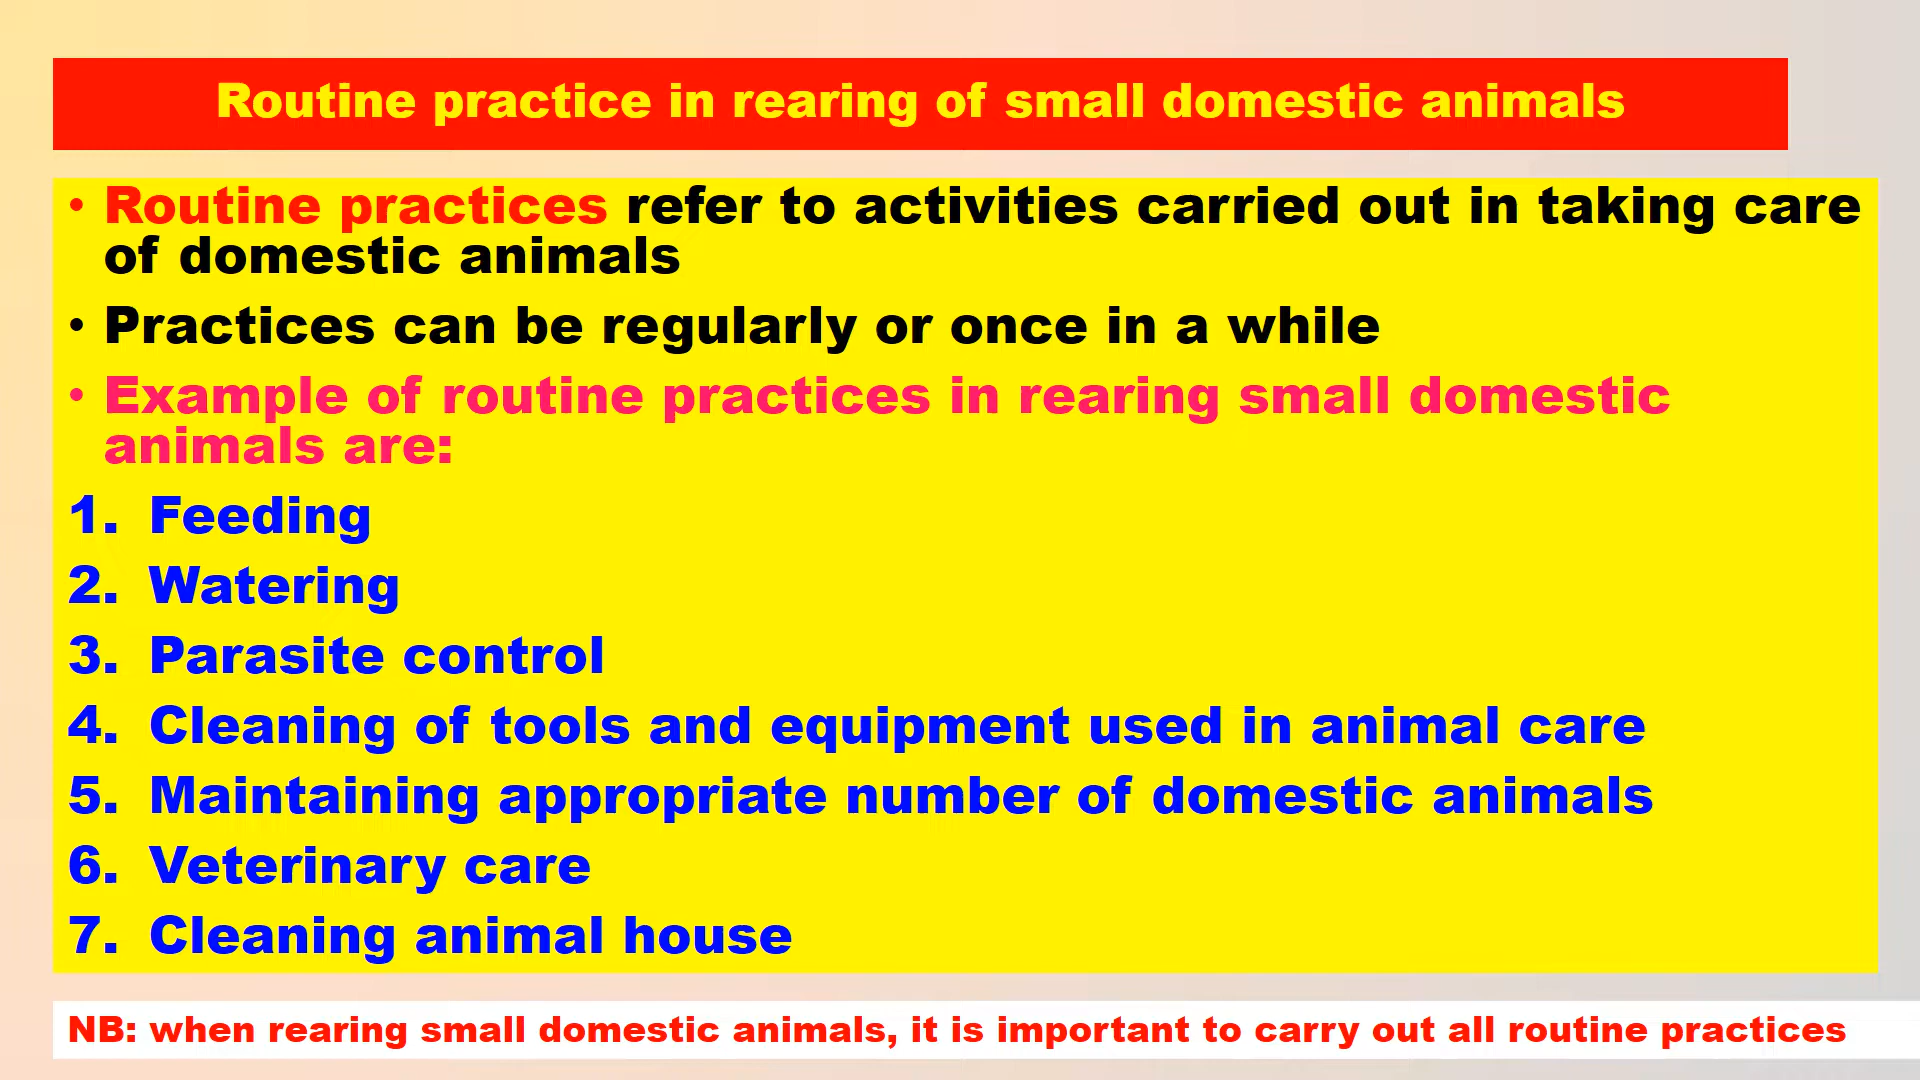 Routine practice in rearing of small domestic animals
• Routine practices refer to activities carried out in taking care
of domestic animals
• Practices can be regularly or once in a while
• Example of routine practices in rearing small domestic
animals are:
1. Feeding
2. Watering
3. Parasite control
4. Cleaning of tools and equipment used in animal care
5. Maintaining appropriate number of domestic animals
6. Veterinary care
7. Cleaning animal house
NB: when rearing small domestic animals, it is important to carry out all routine practices